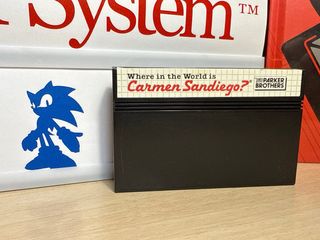 System™
Where in the World is
Carmen Sandiego?®
PARKER
BROTHERS